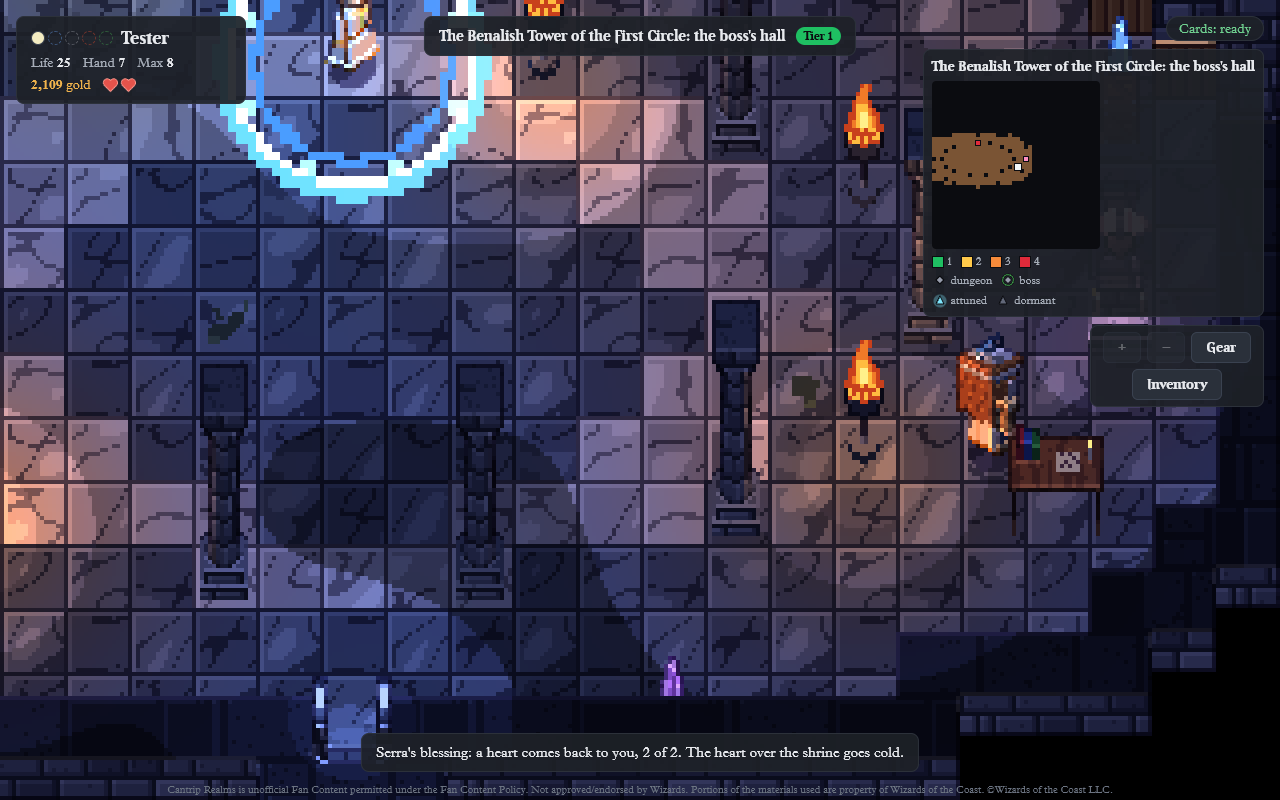 Tester
Life 25 Hand 7 Max 8
2,109 gold
The Benalish Tower of the First Circle: the boss's hall Tier 1
Cards: ready
The Benalish Tower of the First Circle: the boss's hall
1 2 3 4
dungeon boss
attuned dormant
+ − Gear
Inventory
Serra's blessing: a heart comes back to you, 2 of 2. The heart over the shrine goes cold.
Cantrip Realms is unofficial Fan Content permitted under the Fan Content Policy. Not approved/endorsed by Wizards. Portions of the materials used are property of Wizards of the Coast. ©Wizards of the Coast LLC.